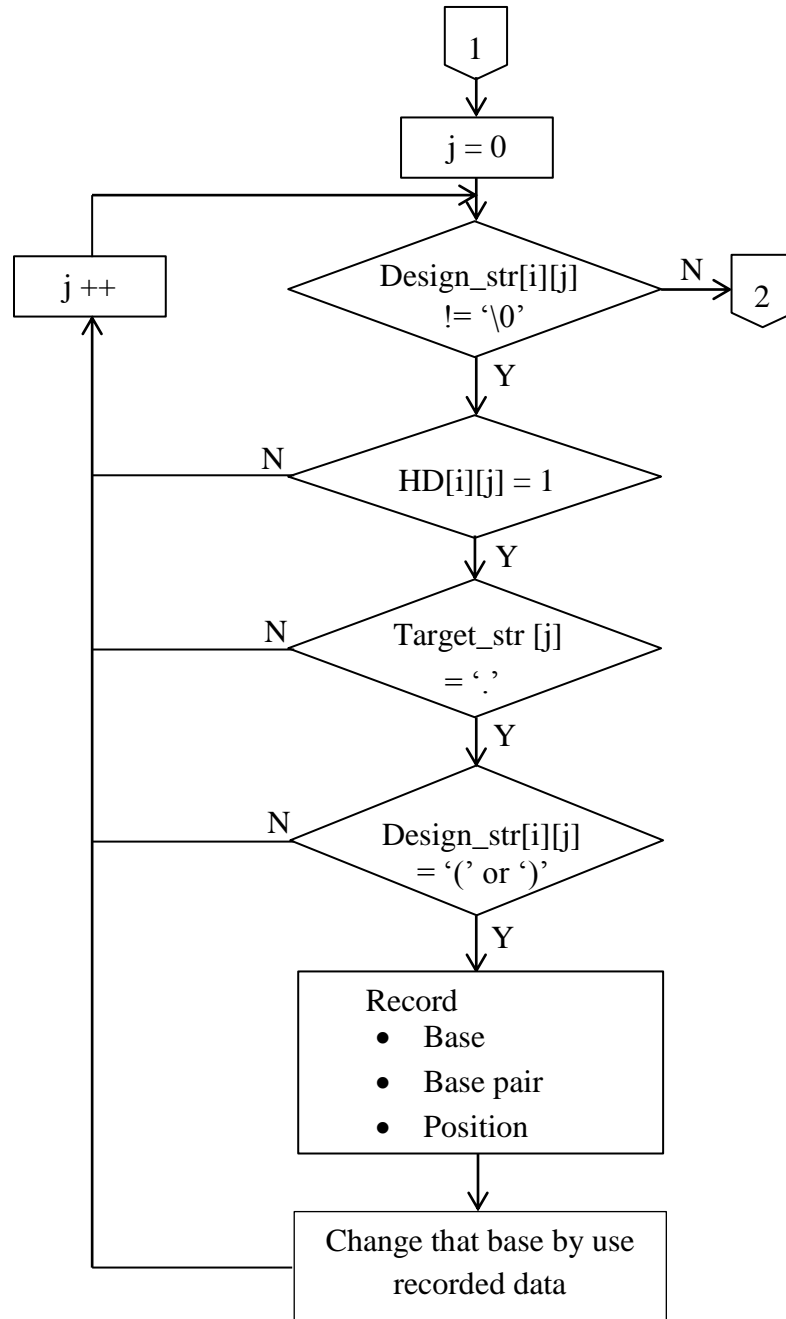 1
j = 0
j ++
Design_str[i][j]
!= ‘\0’
N
2
Y
N
HD[i][j] = 1
Y
N
Target_str [j]
= ‘.’
Y
N
Design_str[i][j]
= ‘(’ or ‘)’
Y
Record
• Base
• Base pair
• Position
Change that base by use
recorded data